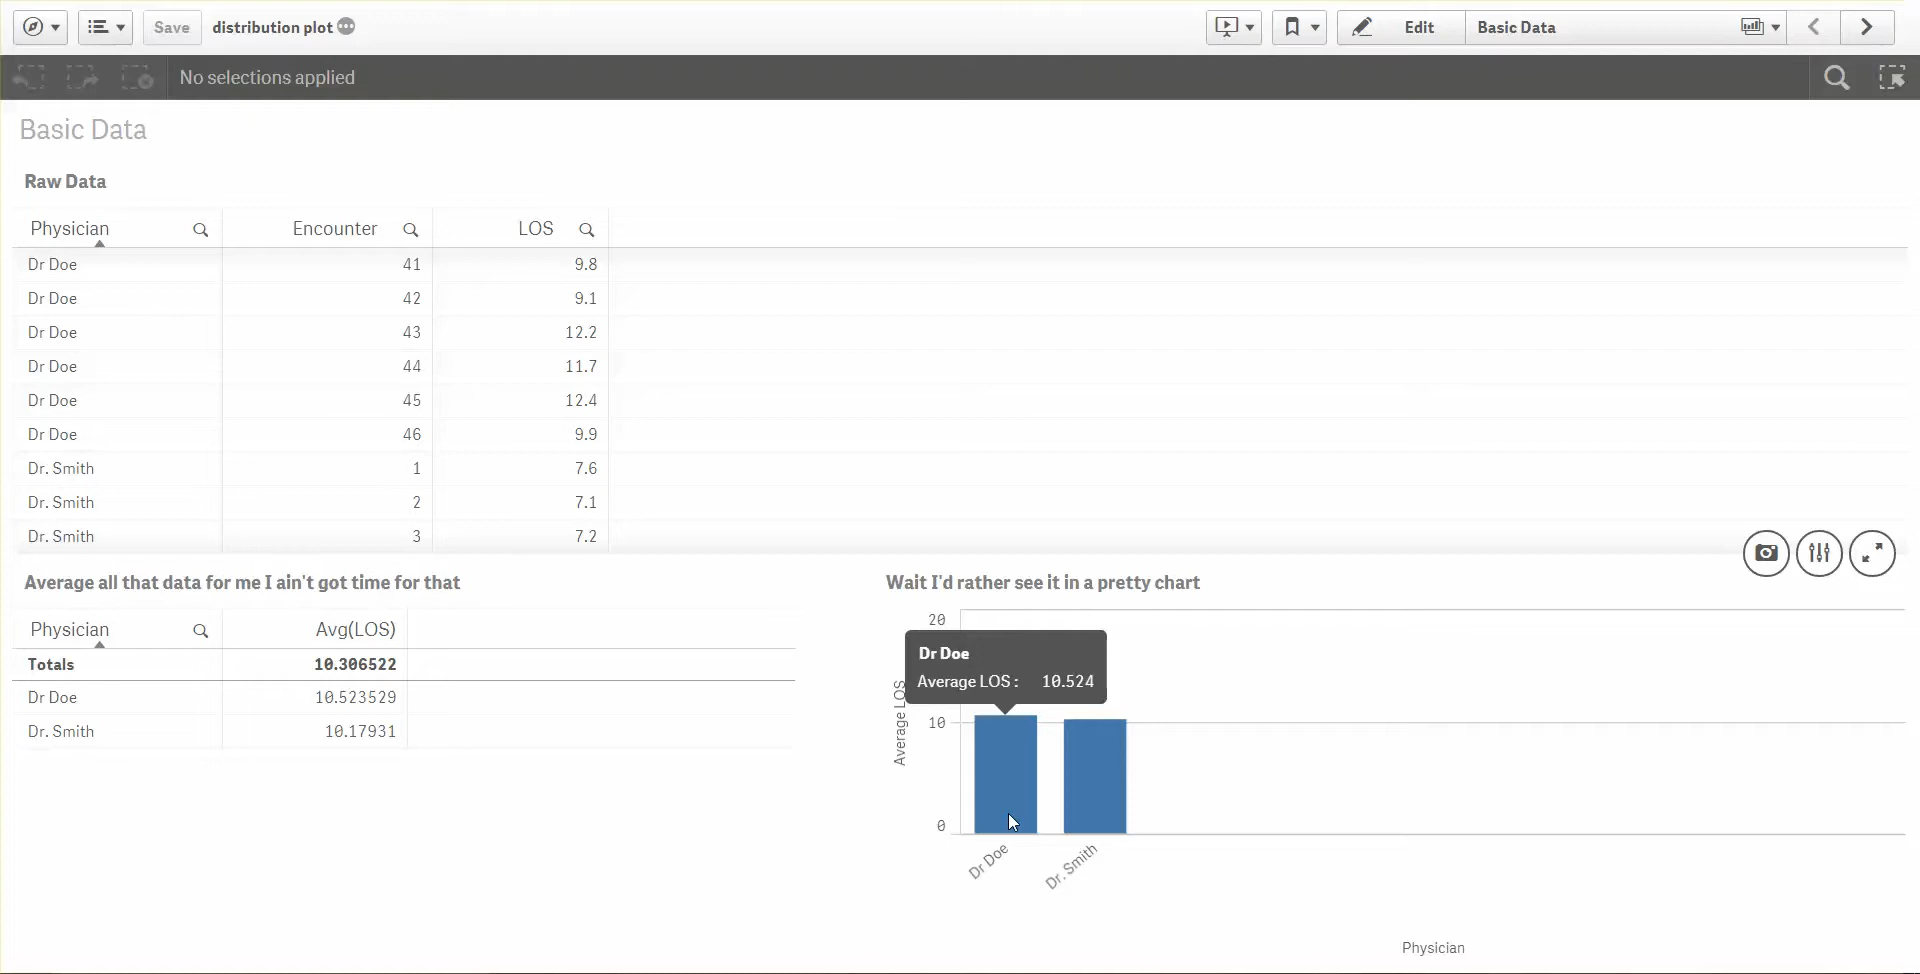 Save distribution plot Edit Basic Data
No selections applied
Basic Data
Raw Data
Physician Encounter LOS
Dr Doe 41 9.8
Dr Doe 42 9.1
Dr Doe 43 12.2
Dr Doe 44 11.7
Dr Doe 45 12.4
Dr Doe 46 9.9
Dr. Smith 1 7.6
Dr. Smith 2 7.1
Dr. Smith 3 7.2
Average all that data for me I ain't got time for that
Physician Avg(LOS)
Totals 10.306522
Dr Doe 10.523529
Dr. Smith 10.17931
Wait I'd rather see it in a pretty chart
20
Dr Doe
Average LOS : 10.524
Average LOS
10
0
Dr Doe
Dr. Smith
Physician